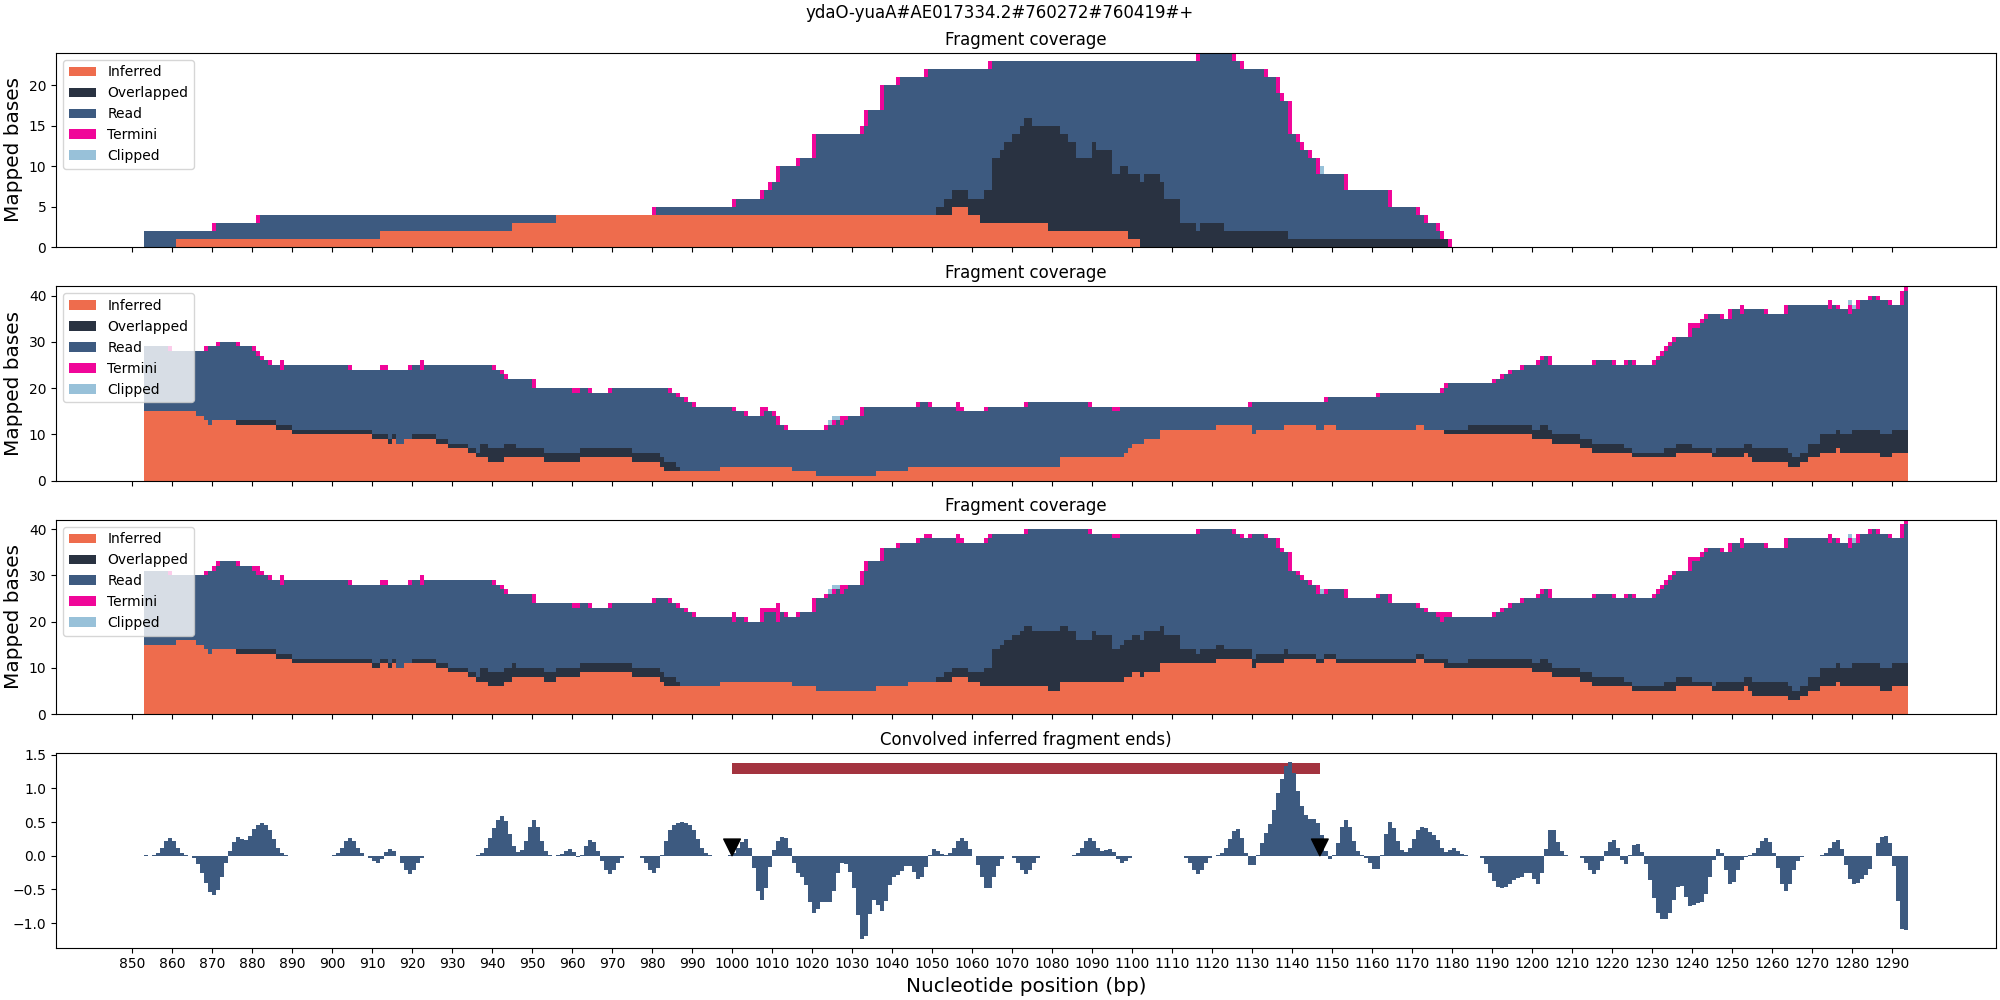 ydaO-yuaA#AE017334.2#760272#760419#+
Fragment coverage
Mapped bases
20
15
10
5
0
Inferred
Overlapped
Read
Termini
Clipped
Fragment coverage
Mapped bases
40
30
20
10
0
Inferred
Overlapped
Read
Termini
Clipped
Fragment coverage
Mapped bases
40
30
20
10
0
Inferred
Overlapped
Read
Termini
Clipped
Convolved inferred fragment ends)
1.5
1.0
0.5
0.0
−0.5
−1.0
850 860 870 880 890 900 910 920 930 940 950 960 970 980 990 1000 1010 1020 1030 1040 1050 1060 1070 1080 1090 1100 1110 1120 1130 1140 1150 1160 1170 1180 1190 1200 1210 1220 1230 1240 1250 1260 1270 1280 1290
Nucleotide position (bp)